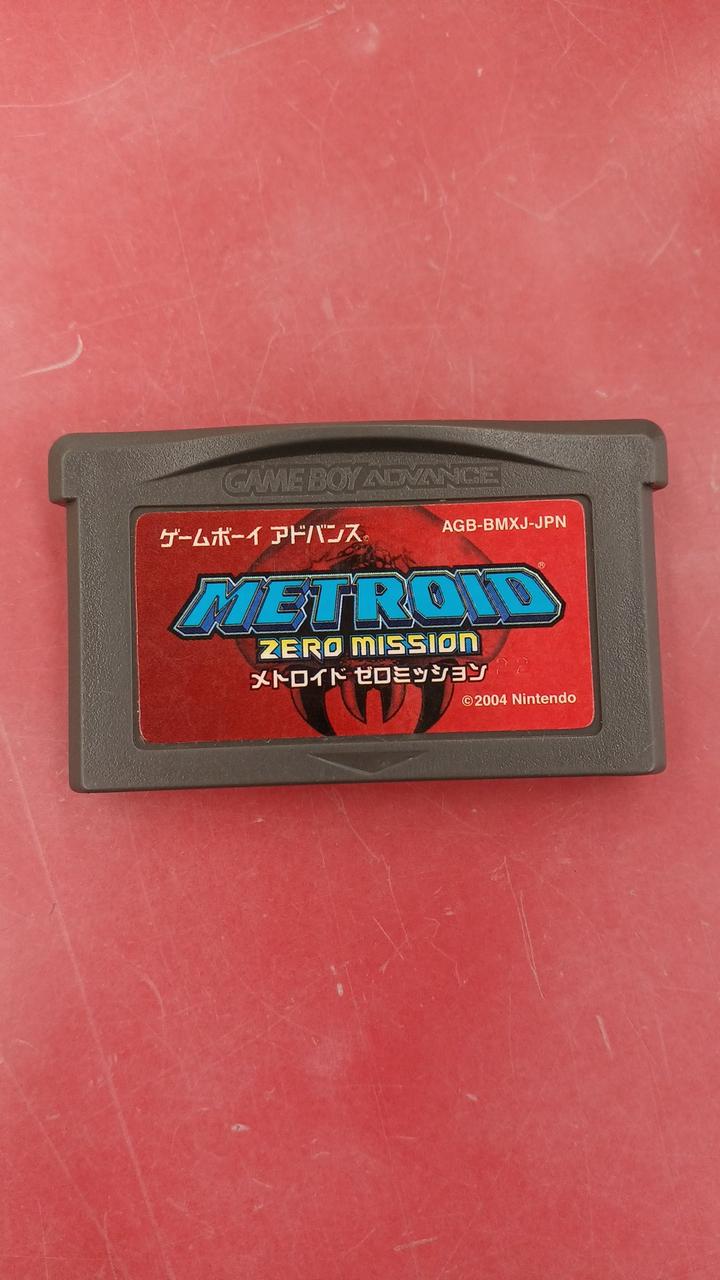 GAME BOY ADVANCE
ゲームボーイ アドバンス®
AGB-BMXJ-JPN
METROID®
ZERO MISSION
メトロイド ゼロミッション
22
©2004 Nintendo